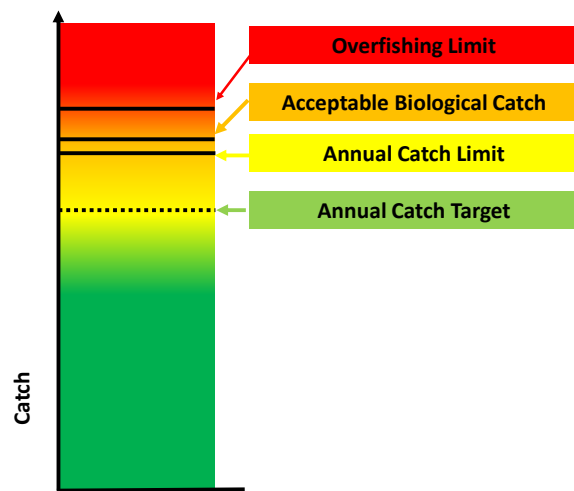 Overfishing Limit
Acceptable Biological Catch
Annual Catch Limit
Annual Catch Target
Catch